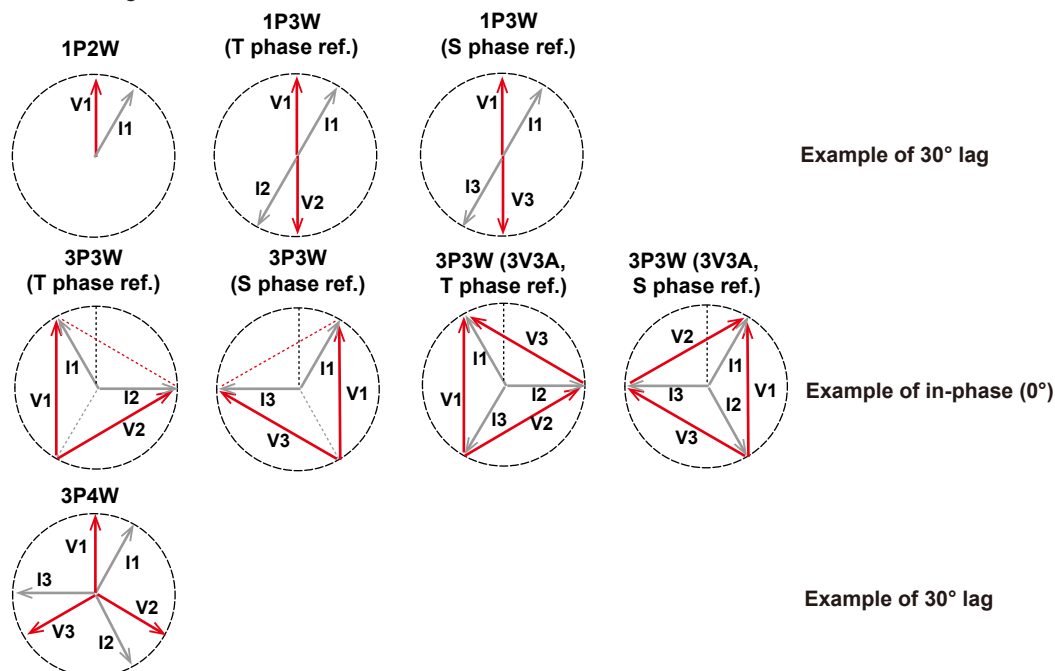 1P2W
1P3W
(T phase ref.)
1P3W
(S phase ref.)
V1
I1
V1
I1
I2
V2
V1
I1
I3
V3
Example of 30° lag
3P3W
(T phase ref.)
3P3W
(S phase ref.)
3P3W (3V3A,
T phase ref.)
3P3W (3V3A,
S phase ref.)
I1
I2
V1
V2
I1
I3
V1
V3
V3
I1
I2
V1
I3
V2
V2
I1
I3
I2
V1
V3
Example of in-phase (0°)
3P4W
V1
I1
I3
V2
V3
I2
Example of 30° lag